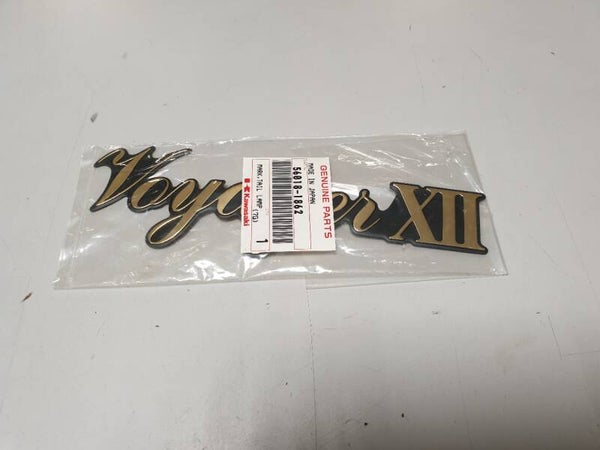 Voyager XII
GENUINE PARTS
MADE IN JAPAN
56018-1862
MARK,TAIL LAMP (7G)
Kawasaki
1